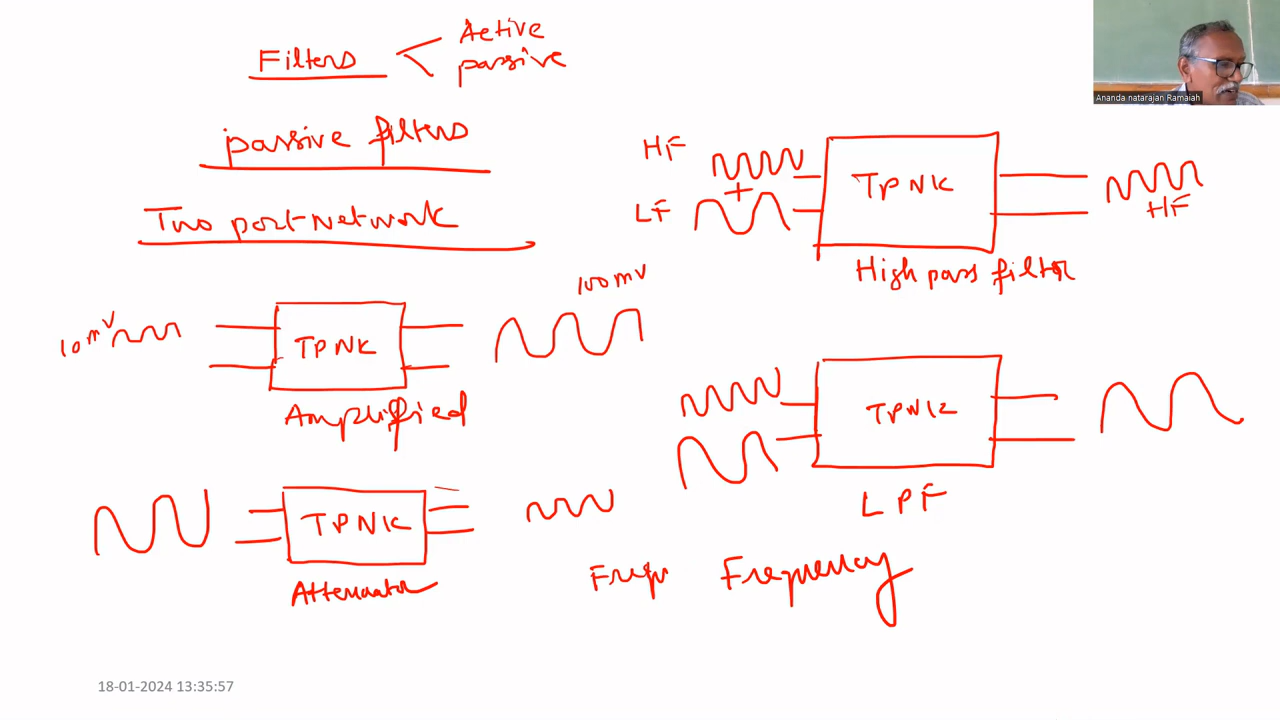 Filters
Active
passive
passive filters
Two port-network
10mV
TPNK
100mV
Amplified
TPNK
Attenuator
HF
+
LF
TPNK
HF
High pass filter
TPNK
LPF
Frequ
Frequency
Ananda natarajan Ramaiah
18-01-2024 13:35:57